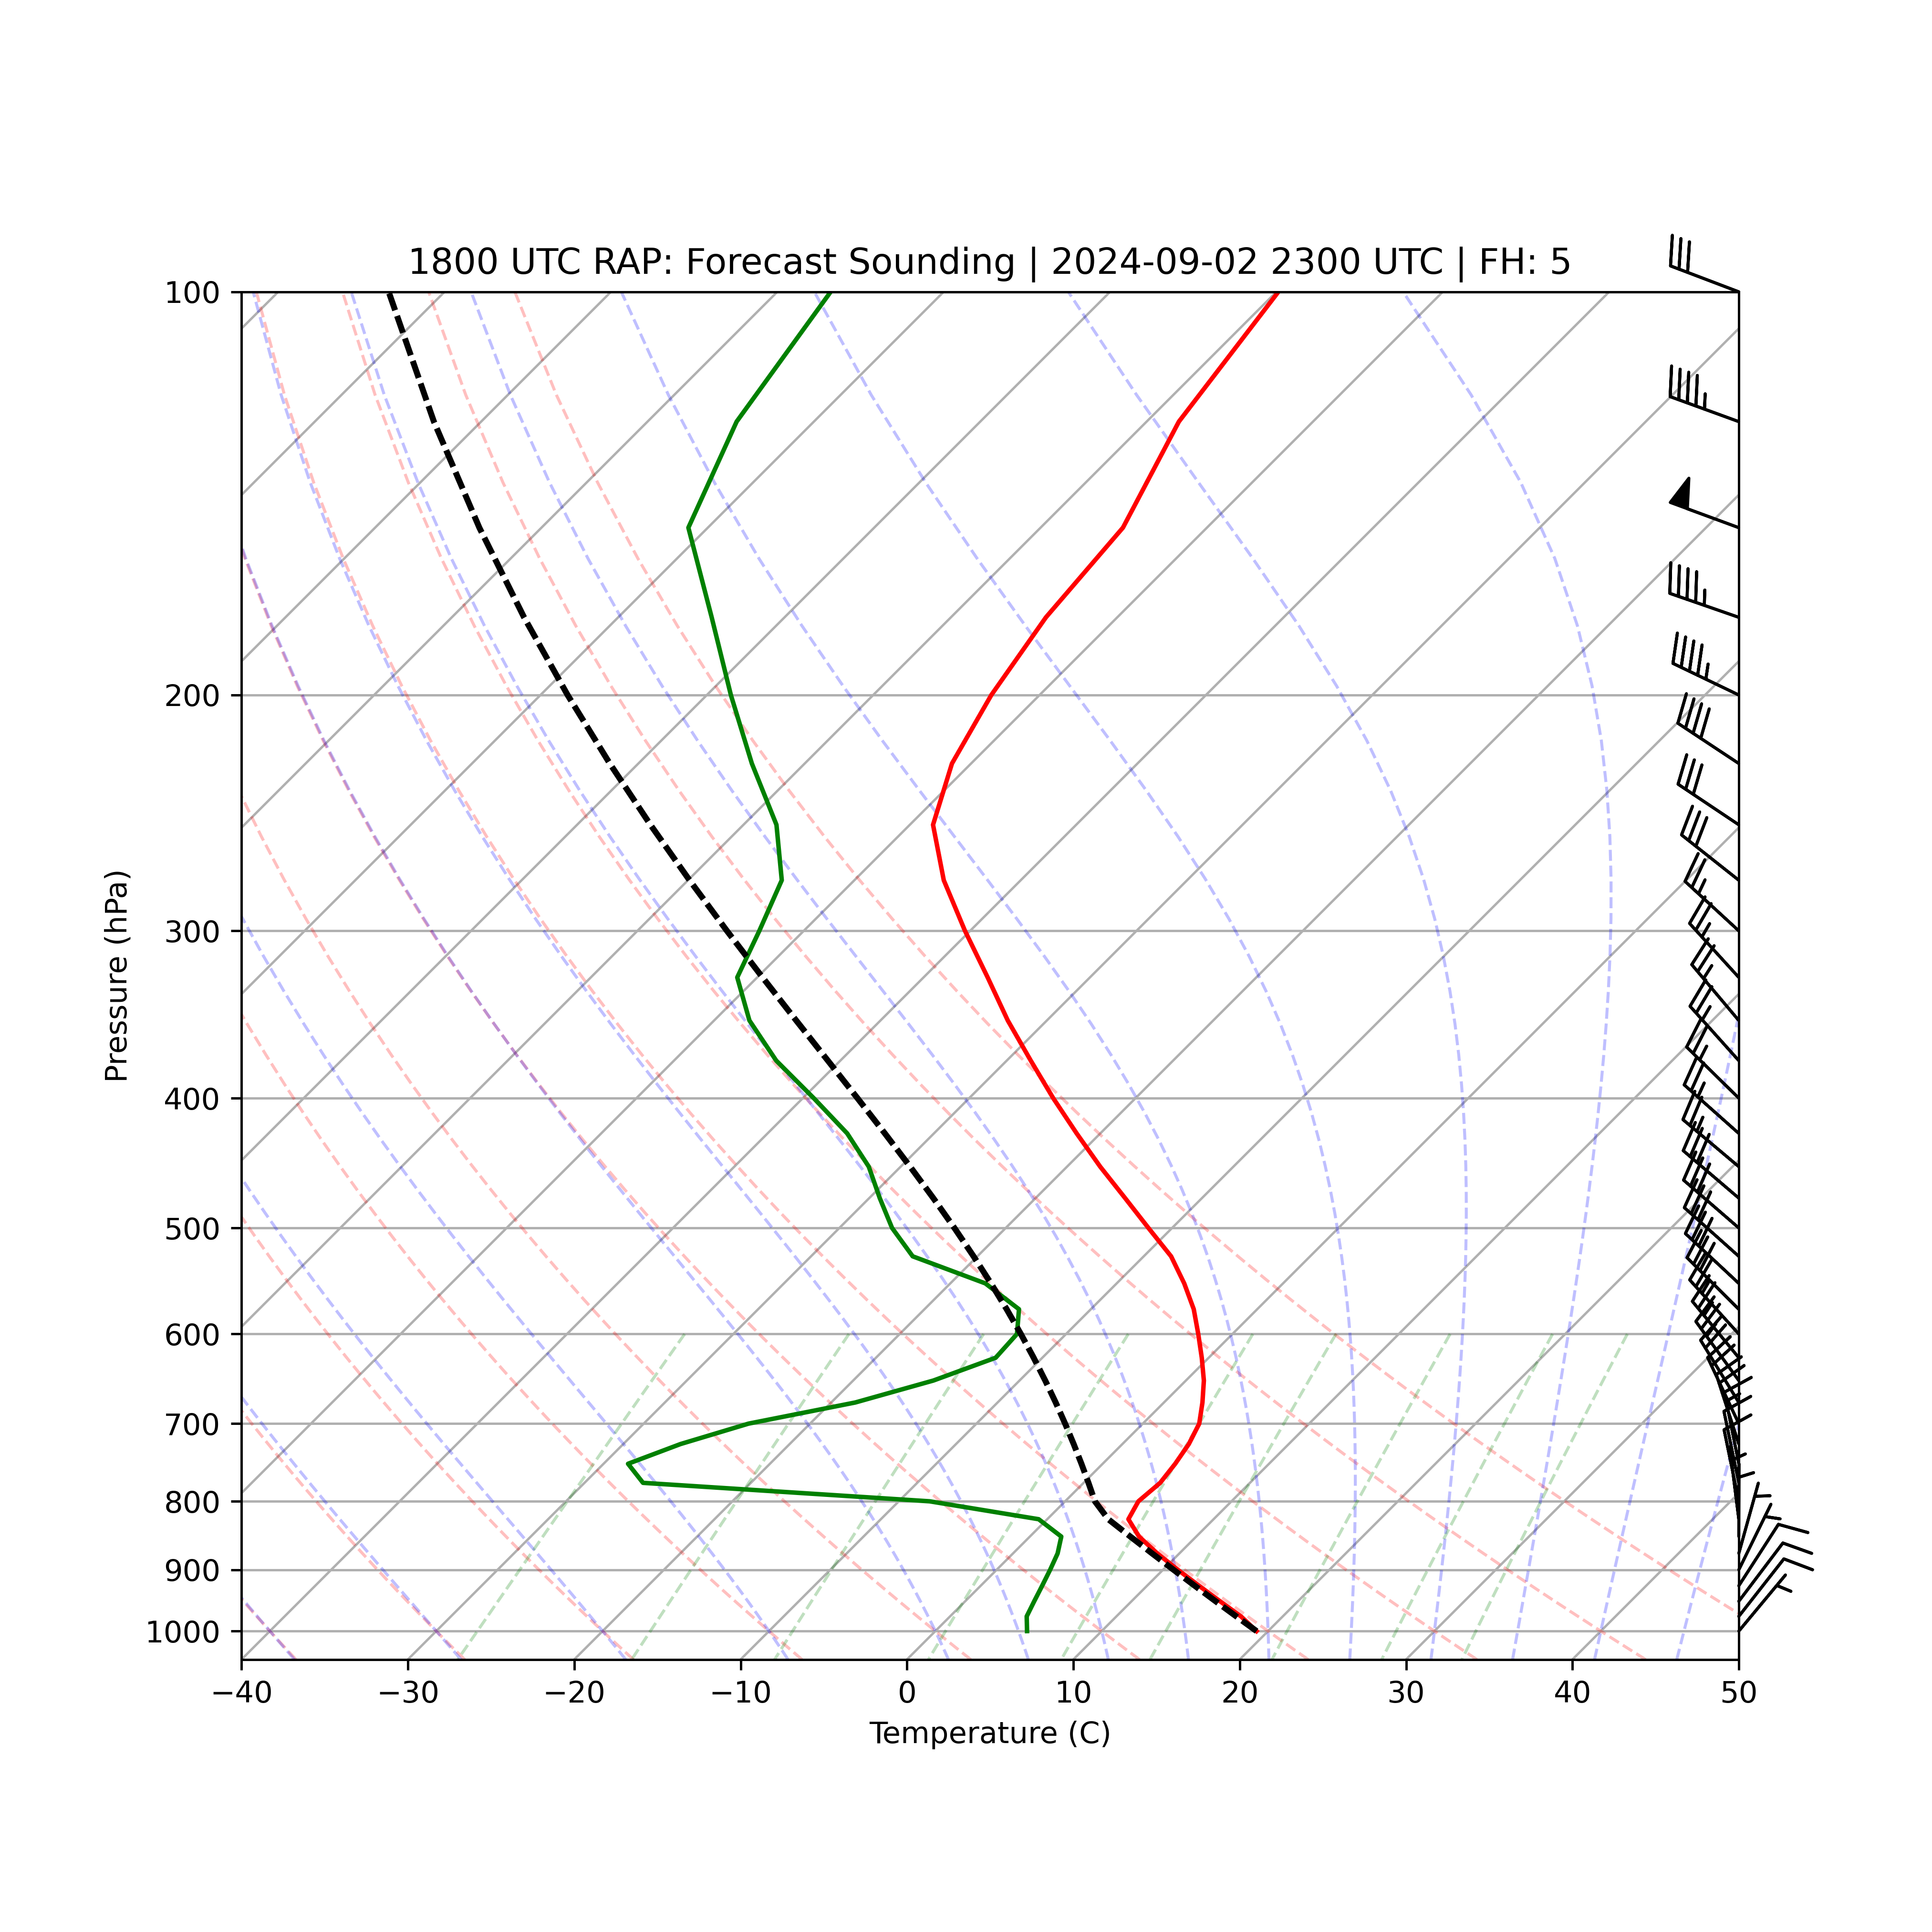 1800 UTC RAP: Forecast Sounding | 2024-09-02 2300 UTC | FH: 5
100
200
300
400
500
600
700
800
900
1000
Pressure (hPa)
−40 −30 −20 −10 0 10 20 30 40 50
Temperature (C)